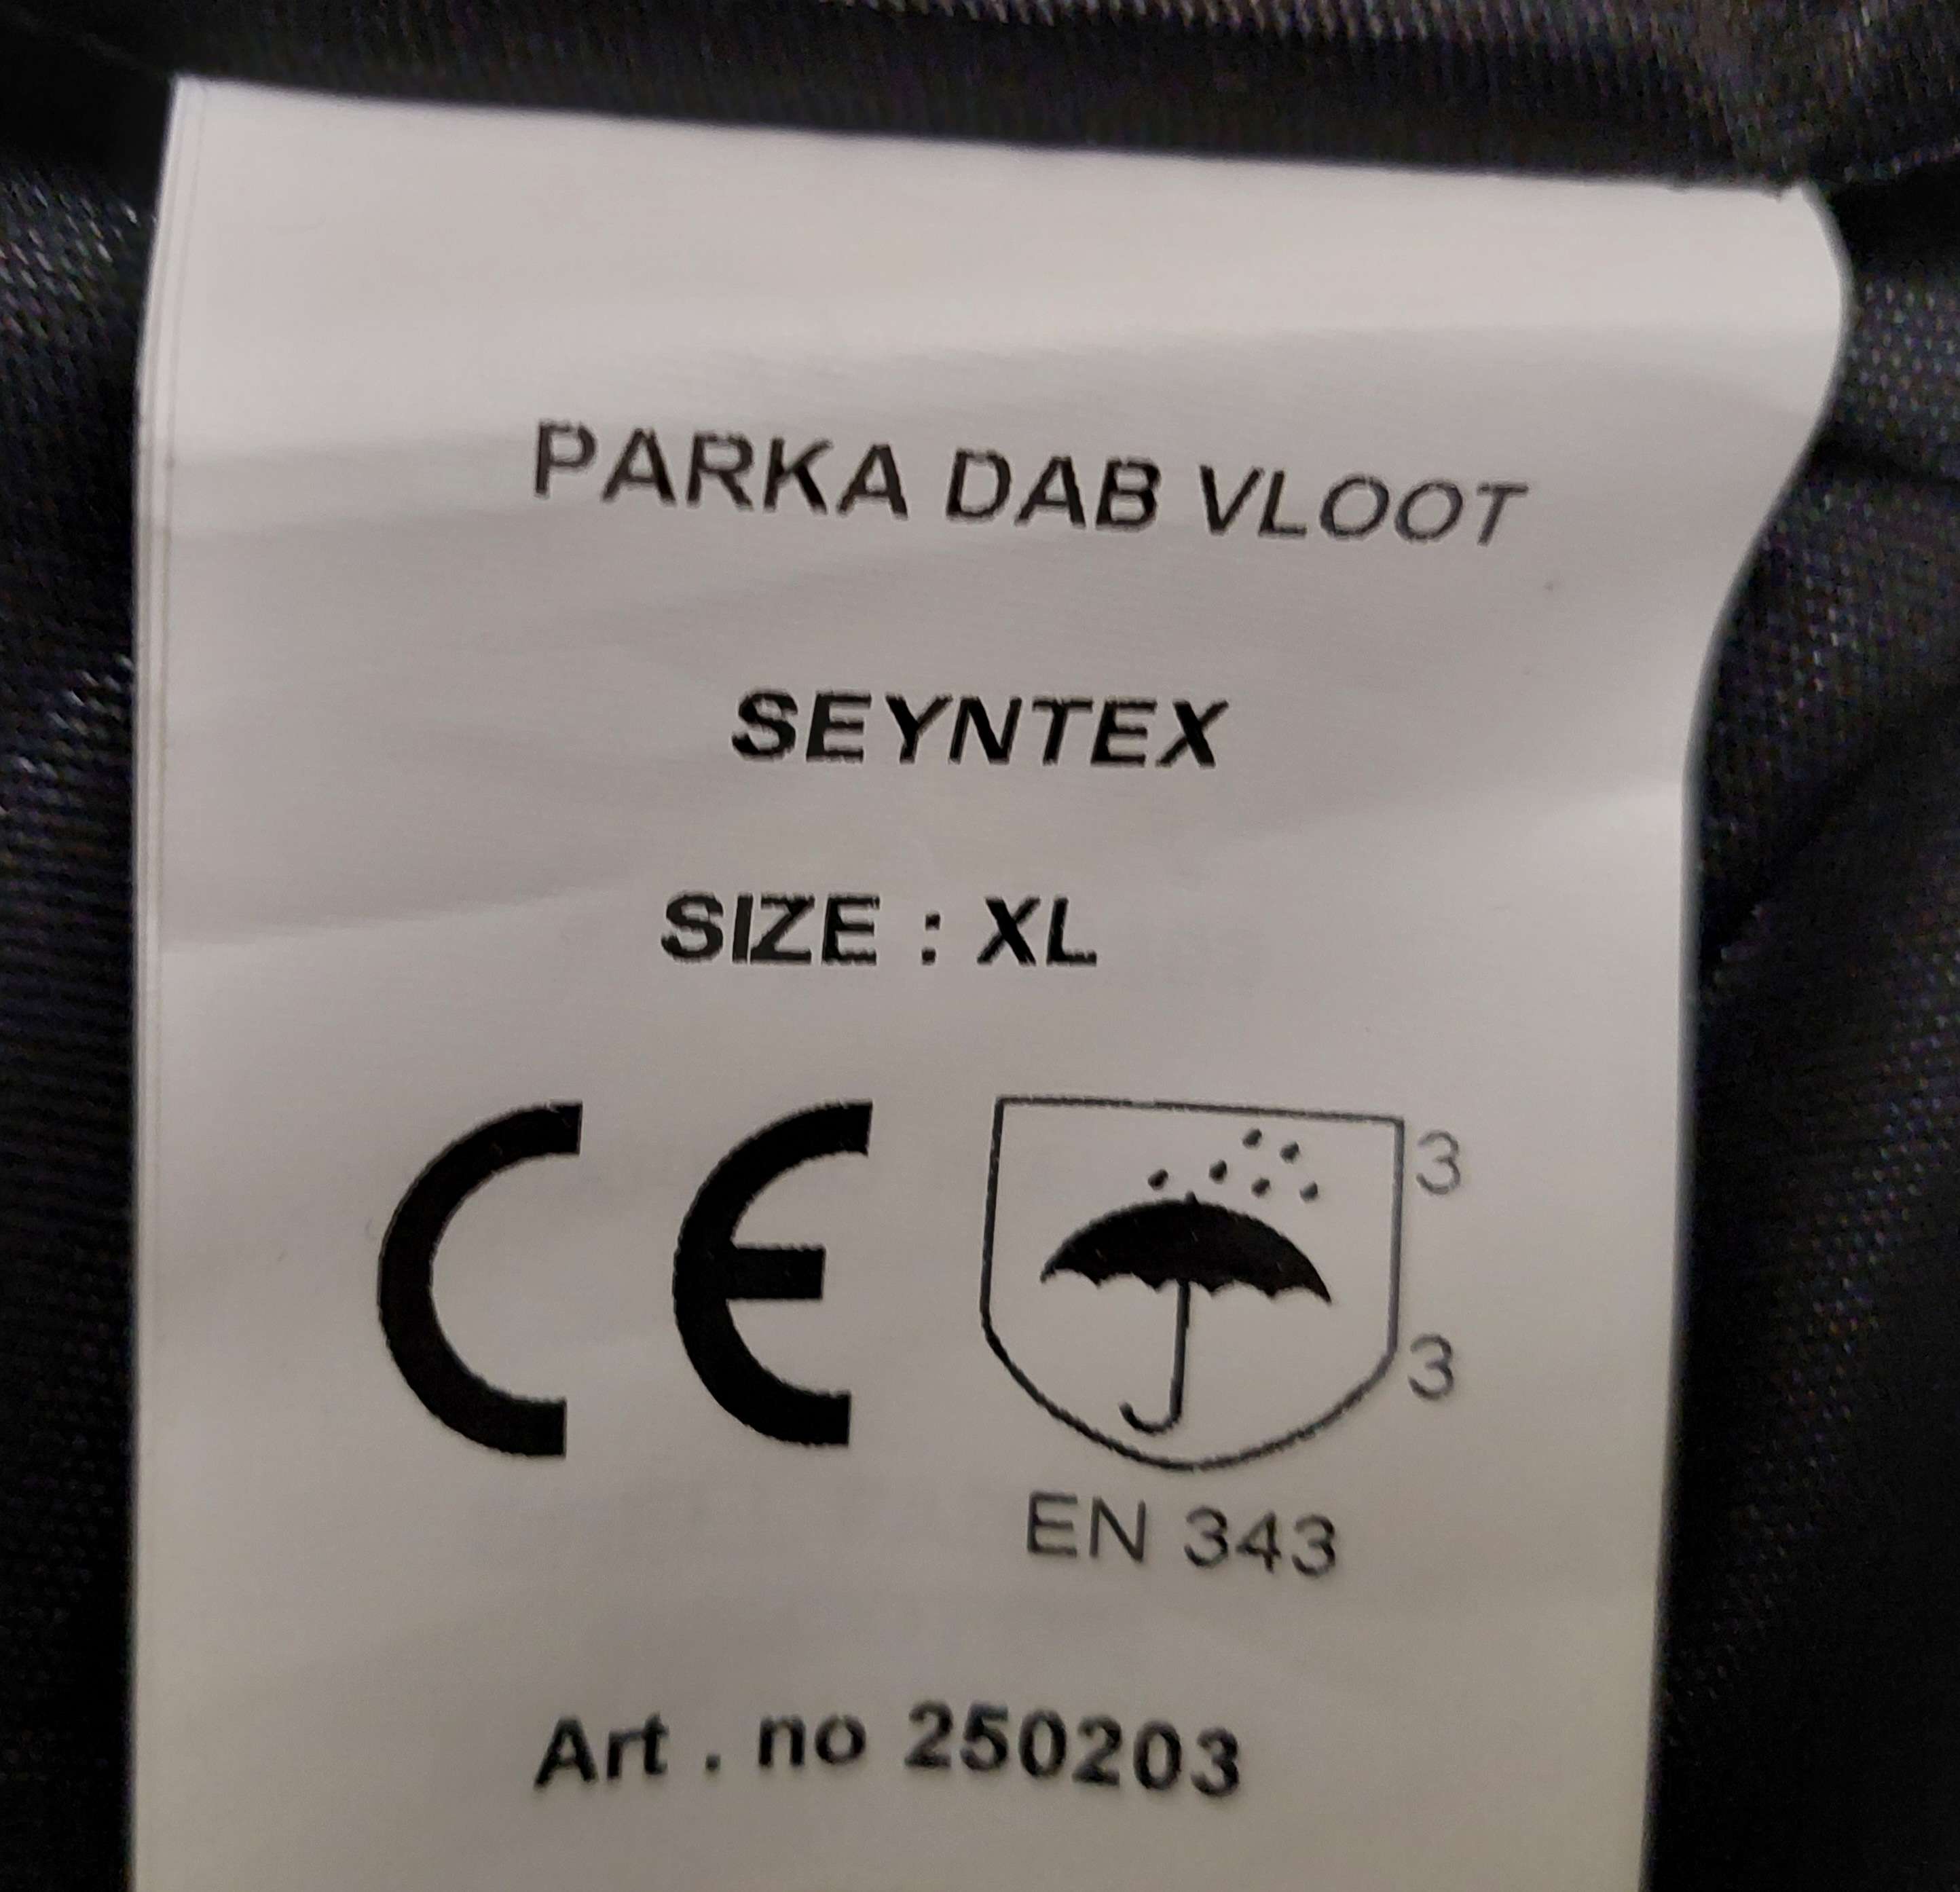 PARKA DAB VLOOT
SEYNTEX
SIZE : XL
CE
3
3
EN 343
Art . no 250203